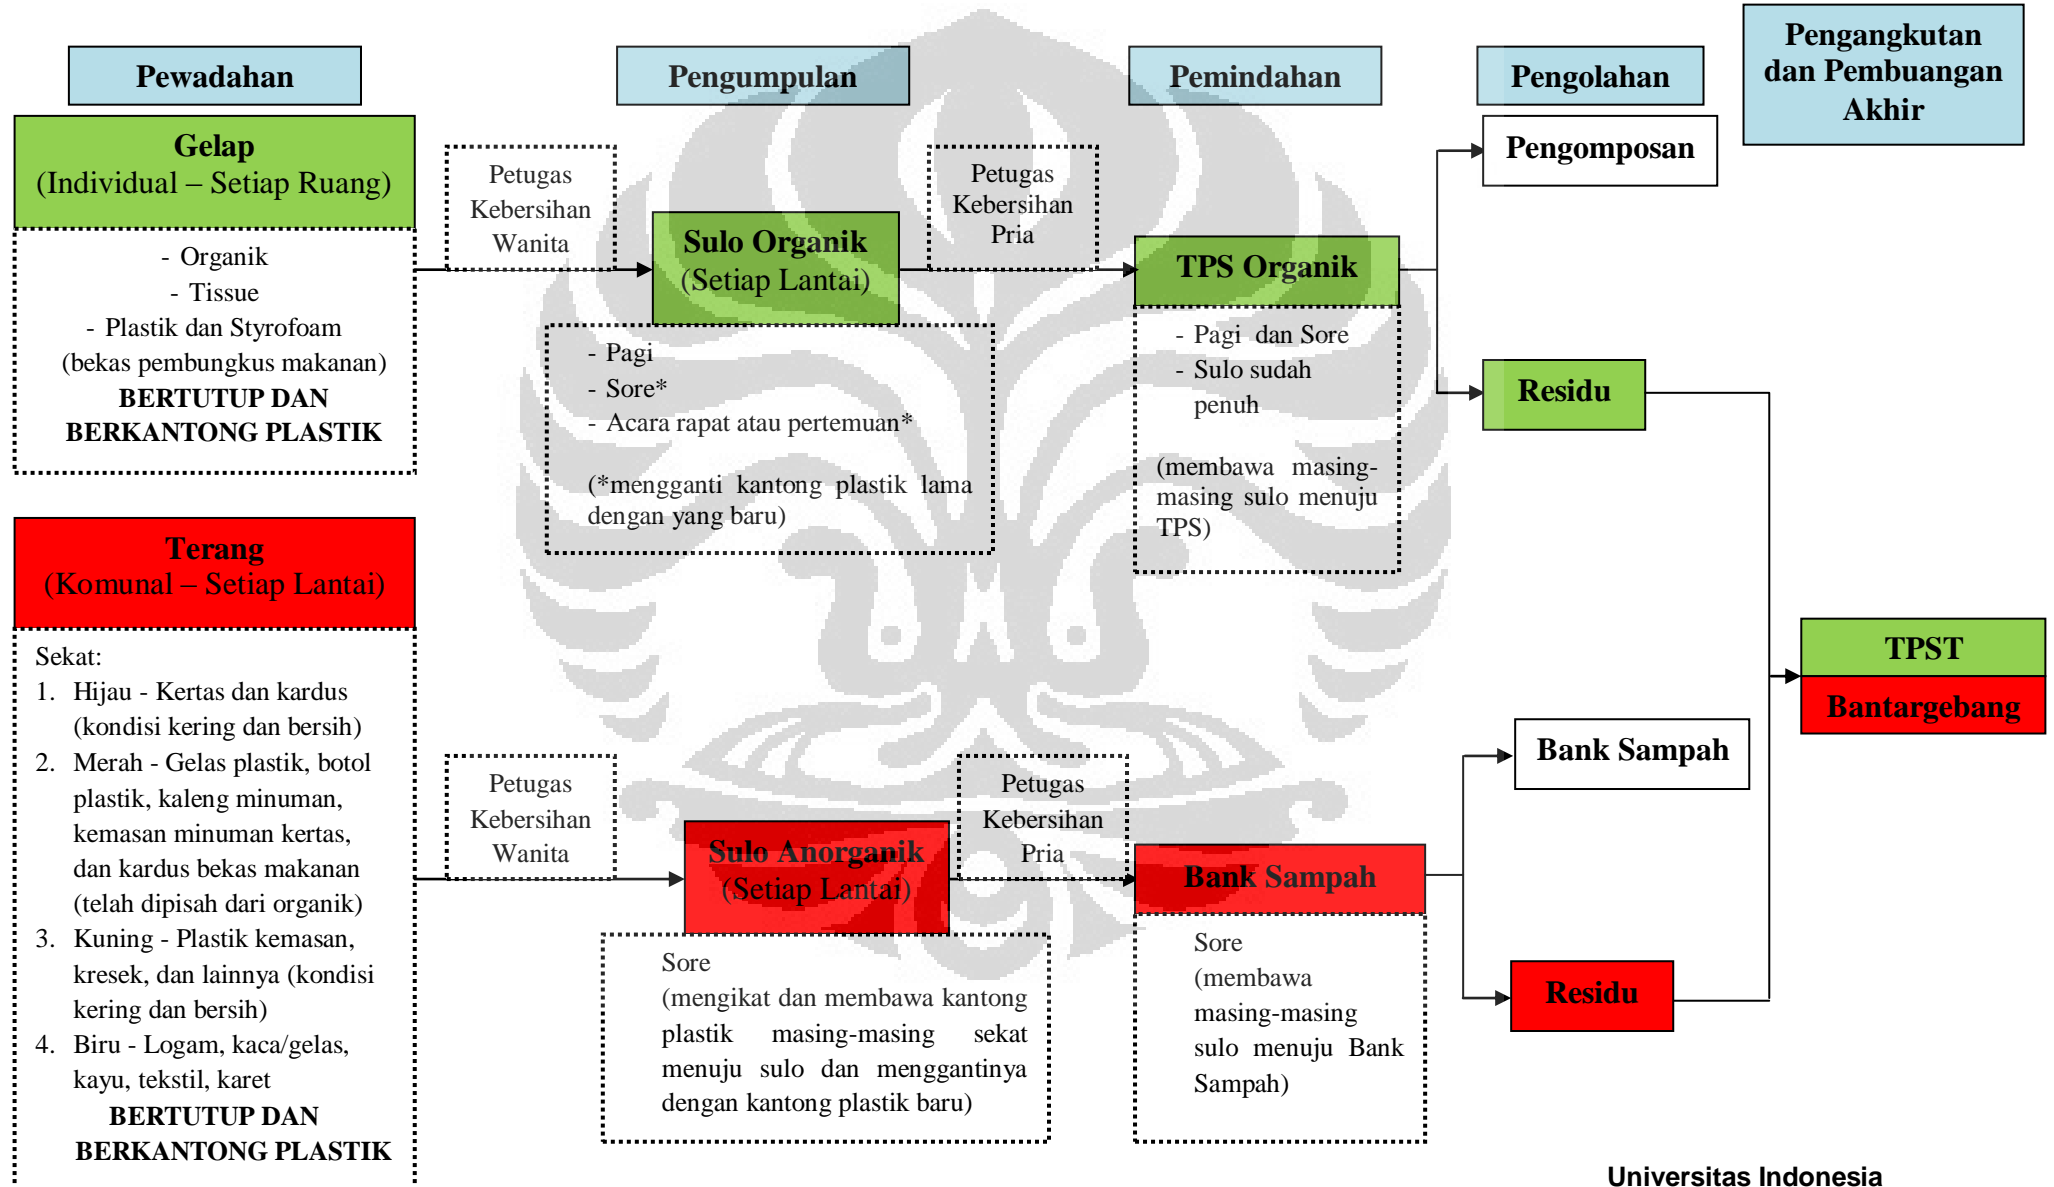 Pewadahan
Pengumpulan
Pemindahan
Pengolahan
Pengangkutan
dan Pembuangan
Akhir
Gelap
(Individual – Setiap Ruang)
- Organik
- Tissue
- Plastik dan Styrofoam
(bekas pembungkus makanan)
BERTUTUP DAN
BERKANTONG PLASTIK
Petugas
Kebersihan
Wanita
Sulo Organik
(Setiap Lantai)
- Pagi
- Sore*
- Acara rapat atau pertemuan*
(*mengganti kantong plastik lama
dengan yang baru)
Petugas
Kebersihan
Pria
TPS Organik
- Pagi dan Sore
- Sulo sudah
penuh
(membawa masing-
masing sulo menuju
TPS)
Pengomposan
Residu
Terang
(Komunal – Setiap Lantai)
Sekat:
1. Hijau - Kertas dan kardus
(kondisi kering dan bersih)
2. Merah - Gelas plastik, botol
plastik, kaleng minuman,
kemasan minuman kertas,
dan kardus bekas makanan
(telah dipisah dari organik)
3. Kuning - Plastik kemasan,
kresek, dan lainnya (kondisi
kering dan bersih)
4. Biru - Logam, kaca/gelas,
kayu, tekstil, karet
BERTUTUP DAN
BERKANTONG PLASTIK
Petugas
Kebersihan
Wanita
Sulo Anorganik
(Setiap Lantai)
Sore
(mengikat dan membawa kantong
plastik masing-masing sekat
menuju sulo dan menggantinya
dengan kantong plastik baru)
Petugas
Kebersihan
Pria
Bank Sampah
Sore
(membawa
masing-masing
sulo menuju Bank
Sampah)
Bank Sampah
Residu
TPST
Bantargebang
Universitas Indonesia